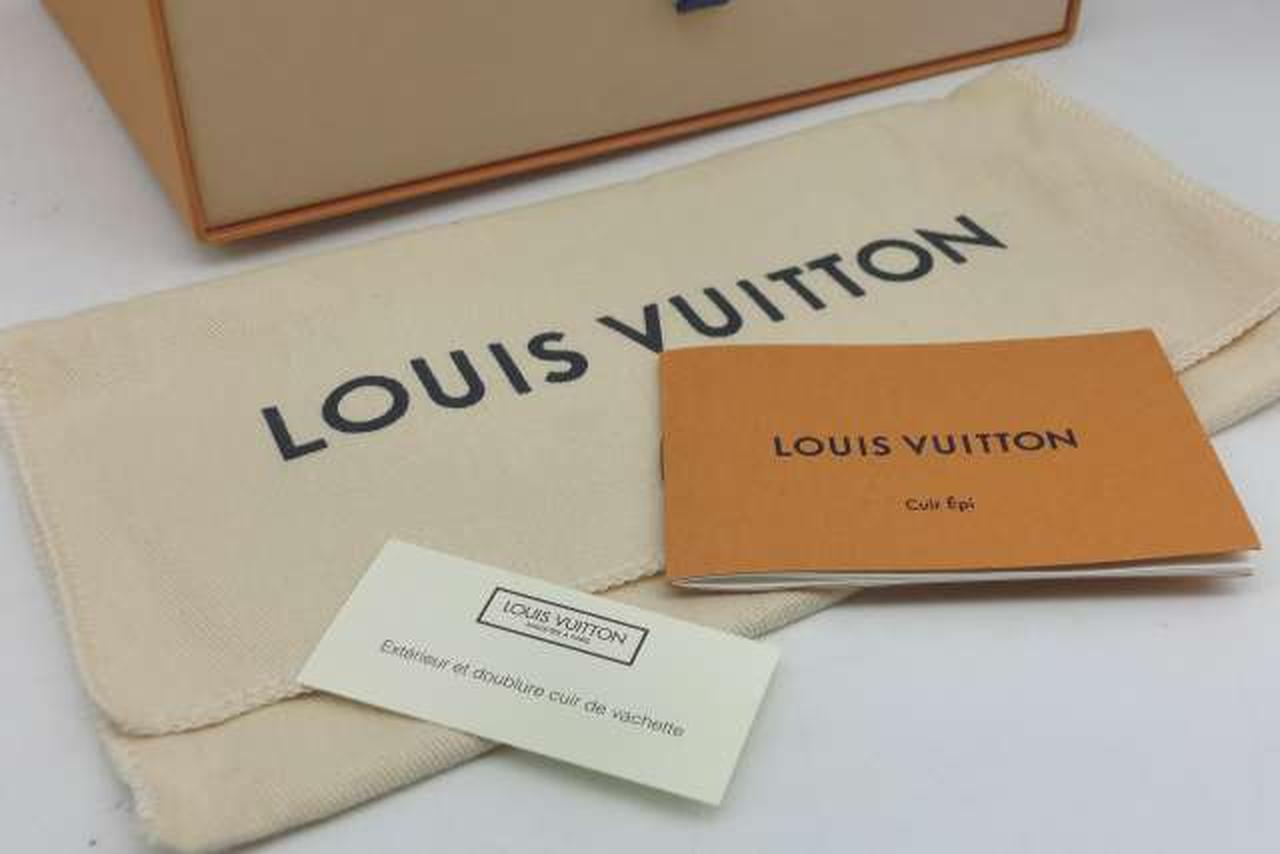 LOUIS VUITTON
LOUIS VUITTON
Cuir Épi
LOUIS VUITTON
Extérieur et doublure cuir de vachette